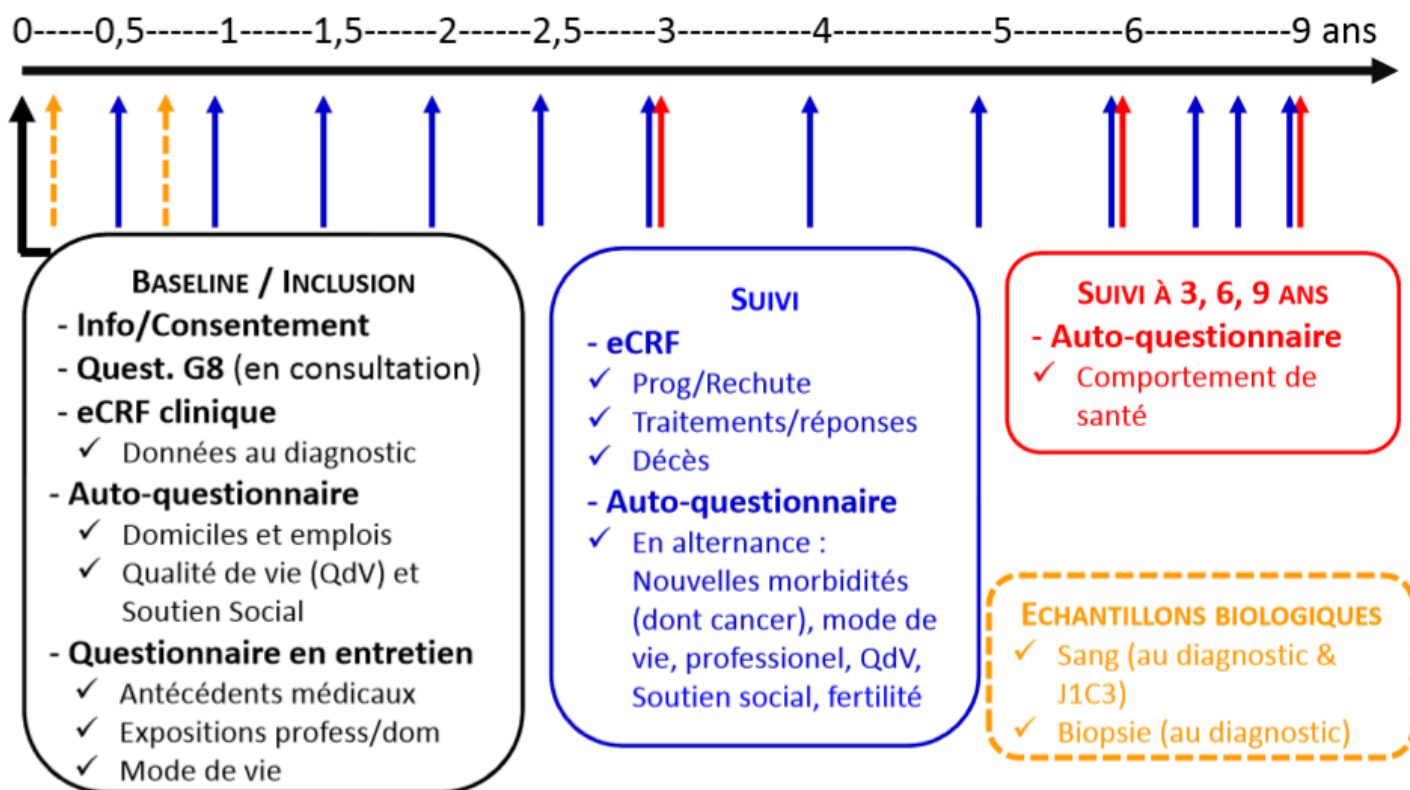 0-----0,5------1------1,5-----2------2,5-----3----------4-----------5---------6-----------9 ans
BASELINE / INCLUSION
- Info/Consentement
- Quest. G8 (en consultation)
- eCRF clinique
✓ Données au diagnostic
- Auto-questionnaire
✓ Domiciles et emplois
✓ Qualité de vie (QdV) et
Soutien Social
- Questionnaire en entretien
✓ Antécédents médicaux
✓ Expositions profess/dom
✓ Mode de vie
SUIVI
- eCRF
✓ Prog/Rechute
✓ Traitements/réponses
✓ Décès
- Auto-questionnaire
✓ En alternance :
Nouvelles morbidités
(dont cancer), mode de
vie, professionel, QdV,
Soutien social, fertilité
SUIVI À 3, 6, 9 ANS
- Auto-questionnaire
✓ Comportement de
santé
ECHANTILLONS BIOLOGIQUES
✓ Sang (au diagnostic &
J1C3)
✓ Biopsie (au diagnostic)